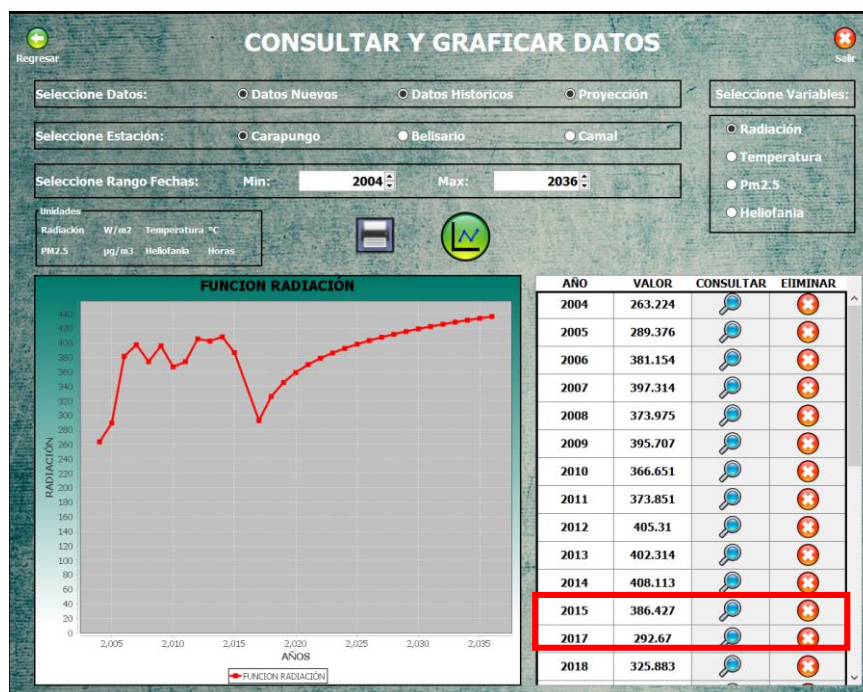 CONSULTAR Y GRAFICAR DATOS
Regresar
Salir
Seleccione Datos: Datos Nuevos Datos Historicos Proyección
Seleccione Variables:
Seleccione Estación: Carapungo Belisario Camal
Radiación
Temperatura
Pm2.5
Heliofania
Seleccione Rango Fechas: Min: 2004 Max: 2036
Unidades
Radiación W/m2 Temperatura °C
PM2.5 µg/m3 Heliofania Horas
FUNCION RADIACIÓN
440
420
400
380
360
340
320
300
280
260
240
220
200
180
160
140
120
100
80
60
40
20
0
RADIACIÓN
2,005 2,010 2,015 2,020 2,025 2,030 2,035
AÑOS
FUNCION RADIACIÓN
AÑO VALOR CONSULTAR ElIMINAR
2004 263.224
2005 289.376
2006 381.154
2007 397.314
2008 373.975
2009 395.707
2010 366.651
2011 373.851
2012 405.31
2013 402.314
2014 408.113
2015 386.427
2017 292.67
2018 325.883